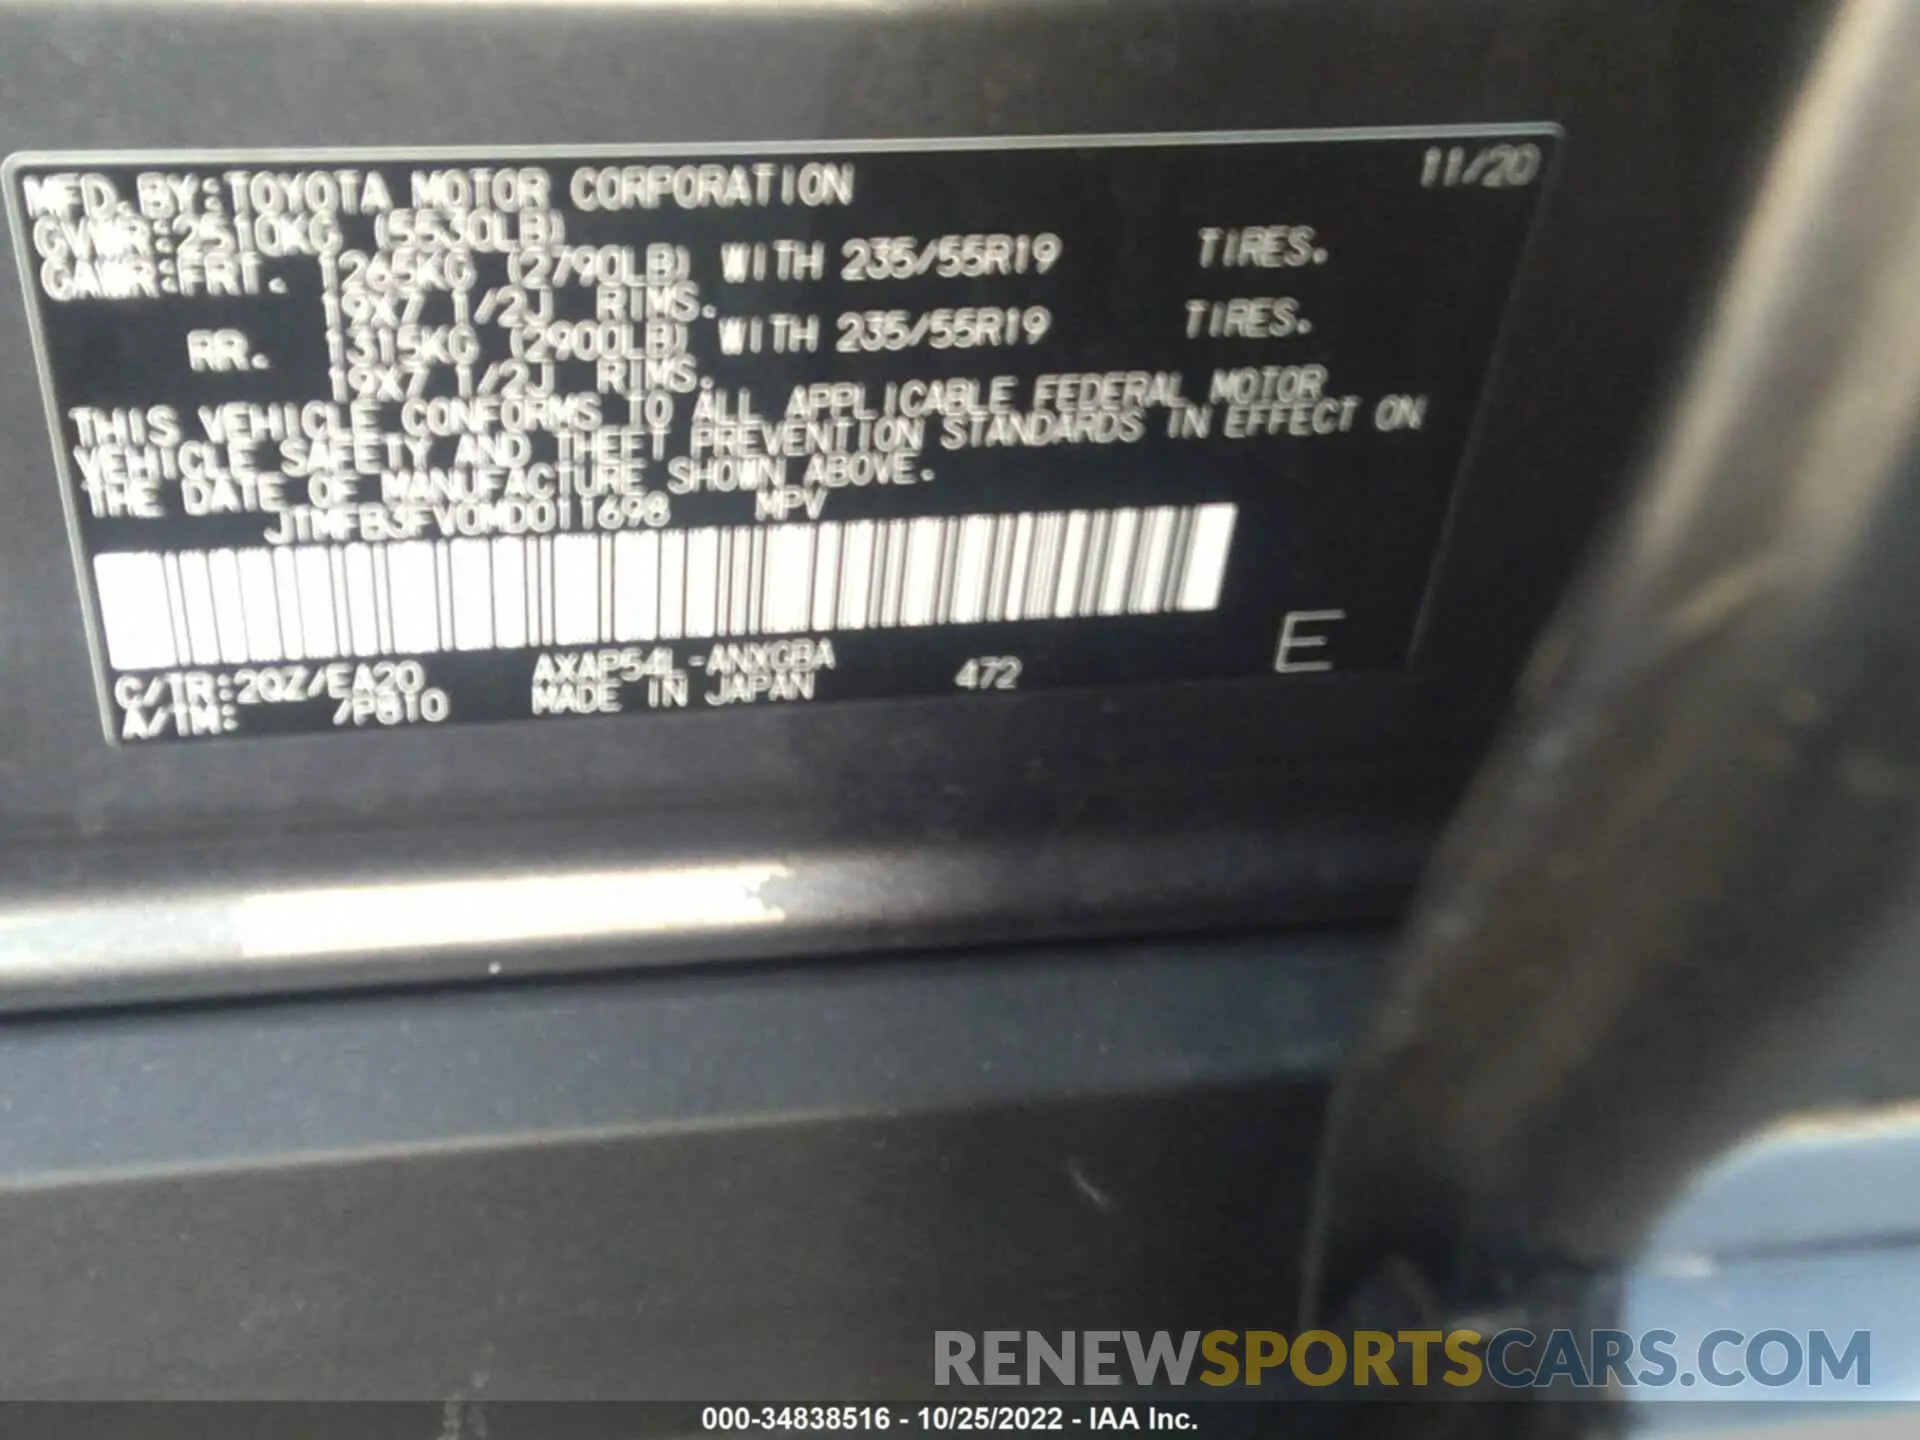 MFD. BY:TOYOTA MOTOR CORPORATION 11/20
GVWR:2510KG (5530LB)
GAWR:FRT. 1265KG (2790LB) WITH 235/55R19 TIRES.
19X7 1/2J RIMS.
RR. 1315KG (2900LB) WITH 235/55R19 TIRES.
19X7 1/2J RIMS.
THIS VEHICLE CONFORMS TO ALL APPLICABLE FEDERAL MOTOR
VEHICLE SAFETY AND THEFT PREVENTION STANDARDS IN EFFECT ON
THE DATE OF MANUFACTURE SHOWN ABOVE.
JTMFB3FV0MD011698 MPV
C/TR:2QZ/EA20 AXAP54L-ANXGBA 472 E
A/TM: /P810 MADE IN JAPAN
RENEWSPORTSCARS.COM
000-34838516 - 10/25/2022 - IAA Inc.